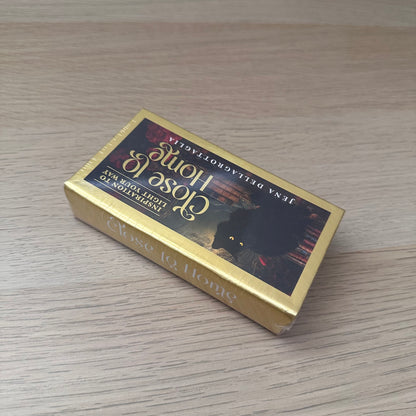 INSPIRATION TO
LIGHT YOUR WAY
Close to
Home
JENA DELLAGROTTAGLIA
Close to Home